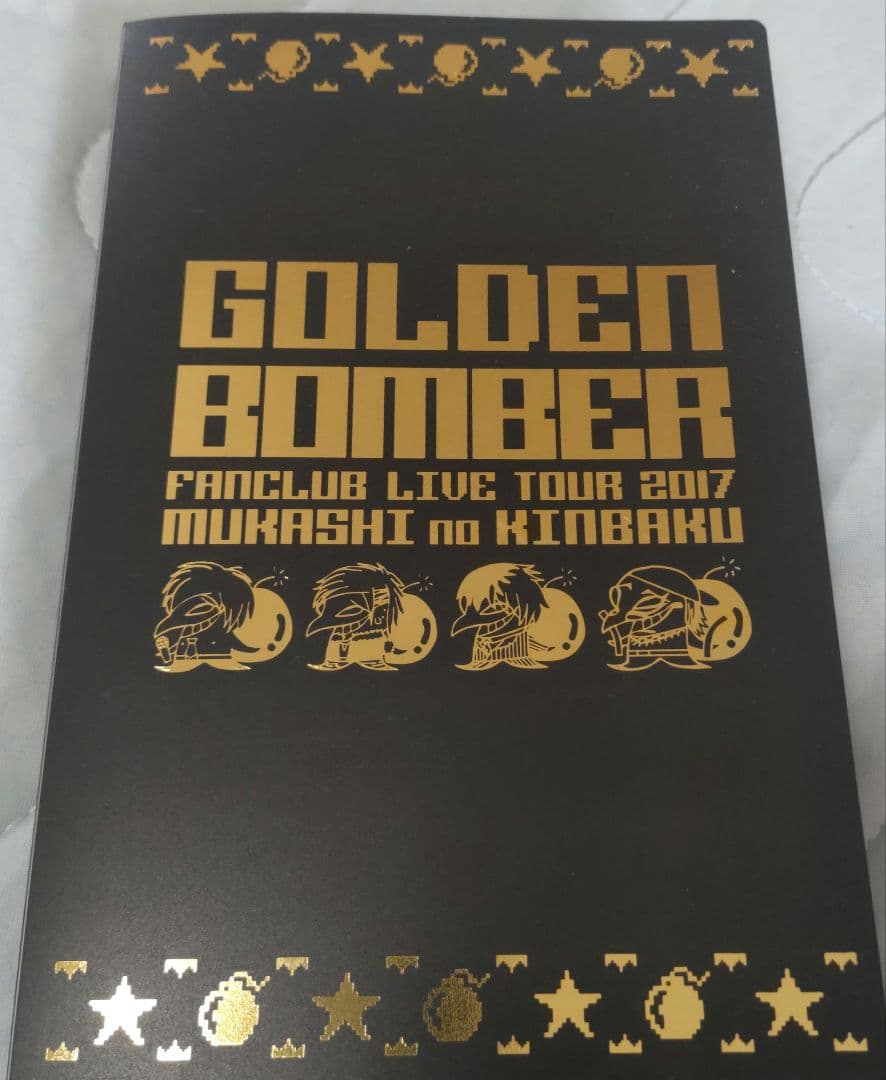 GOLDEN
BOMBER
FANCLUB LIVE TOUR 2017
MUKASHI no KINBAKU